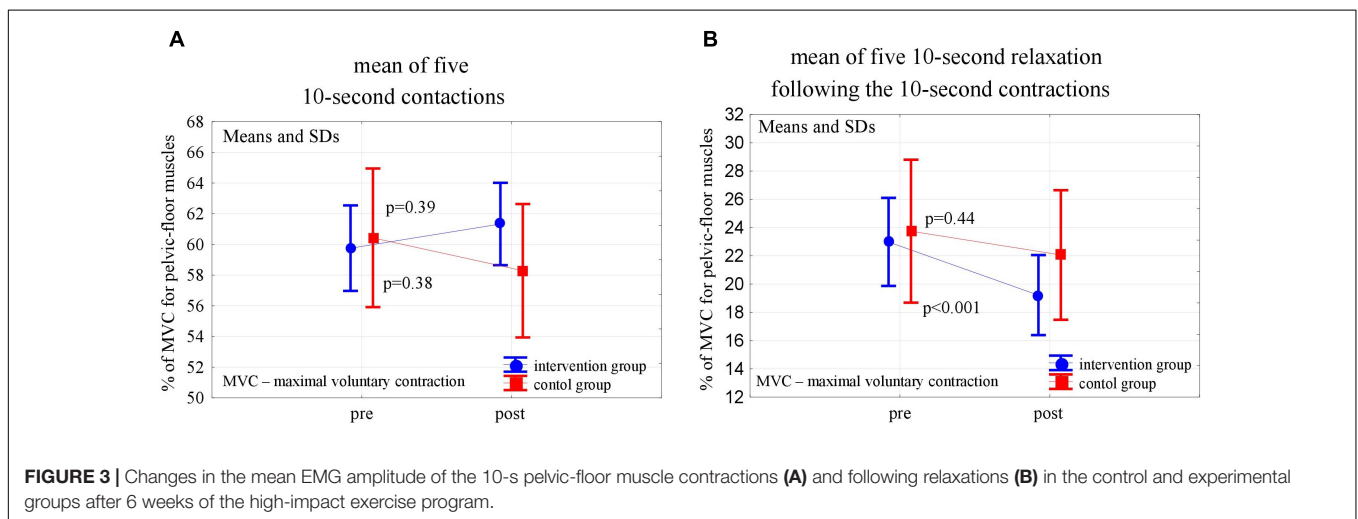 A
mean of five
10-second contactions
68
66
64
62
60
58
56
54
52
50
% of MVC for pelvic-floor muscles
Means and SDs
p=0.39
p=0.38
MVC – maximal voluntary contraction
intervention group
contol group
pre
post
B
mean of five 10-second relaxation
following the 10-second contractions
32
30
28
26
24
22
20
18
16
14
12
% of MVC for pelvic-floor muscles
Means and SDs
p=0.44
p<0.001
MVC – maximal voluntary contraction
intervention group
contol group
pre
post
FIGURE 3 | Changes in the mean EMG amplitude of the 10-s pelvic-floor muscle contractions (A) and following relaxations (B) in the control and experimental
groups after 6 weeks of the high-impact exercise program.